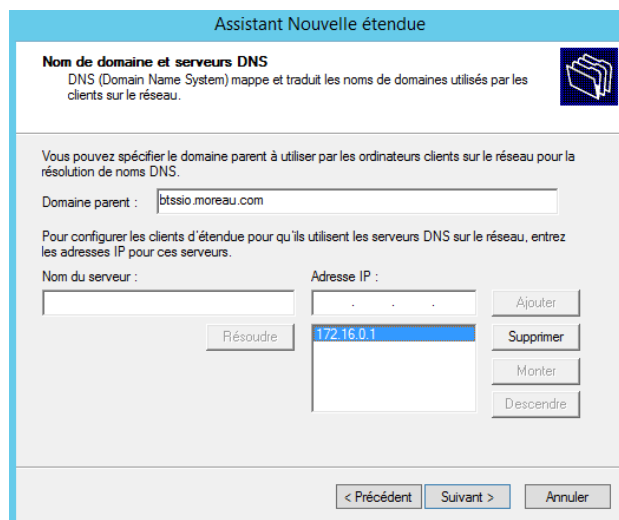 Assistant Nouvelle étendue
Nom de domaine et serveurs DNS
DNS (Domain Name System) mappe et traduit les noms de domaines utilisés par les
clients sur le réseau.
Vous pouvez spécifier le domaine parent à utiliser par les ordinateurs clients sur le réseau pour la
résolution de noms DNS.
Domaine parent : btssio.moreau.com
Pour configurer les clients d'étendue pour qu'ils utilisent les serveurs DNS sur le réseau, entrez
les adresses IP pour ces serveurs.
Nom du serveur : Adresse IP :
. . . Ajouter
Résoudre 172.16.0.1 Supprimer
Monter
Descendre
< Précédent Suivant > Annuler